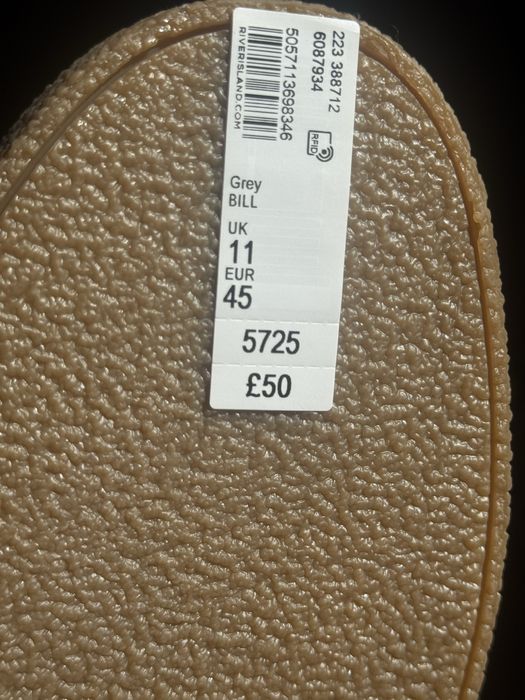 223 388712
6087934
RFID
5057113698346
RIVERISLAND.COM
Grey
BILL
UK
11
EUR
45
5725
£50